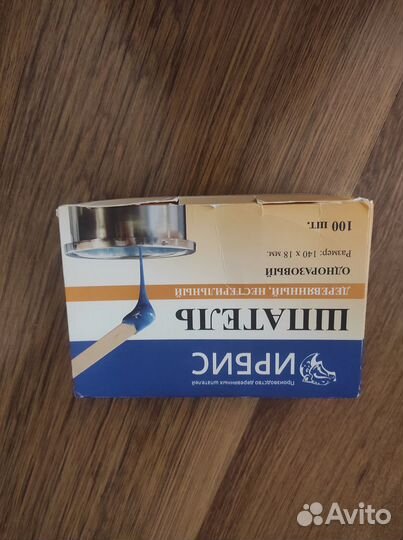 Производство деревянных шпателей
ИРБИС
ШПАТЕЛЬ
ДЕРЕВЯННЫЙ, НЕСТЕРИЛЬНЫЙ
ОДНОРАЗОВЫЙ
Размер: 140 х 18 мм.
100 шт.
Avito